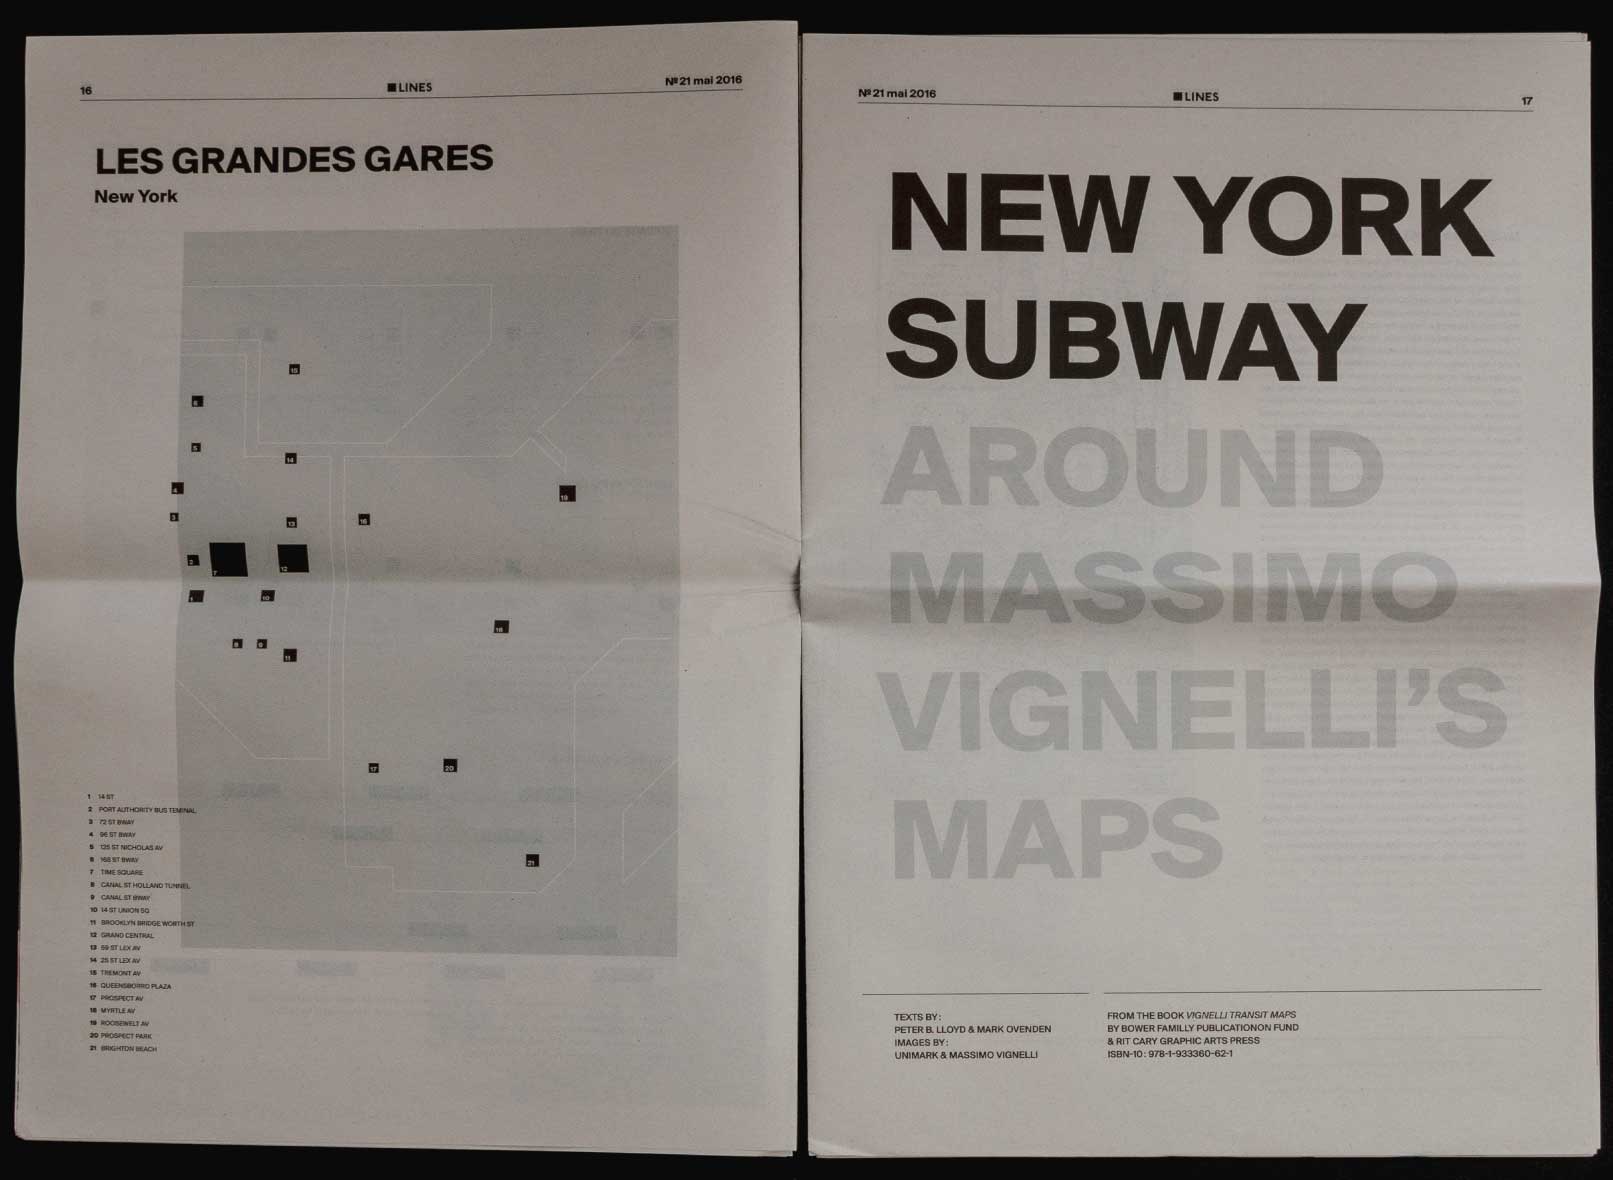 16
LINES
Nº 21 mai 2016
LES GRANDES GARES
New York
15
6
5
14
4
19
3
13
16
2
7
12
1
10
18
8
9
11
17
20
21
1 14 ST
2 PORT AUTHORITY BUS TEMINAL
3 72 ST BWAY
4 96 ST BWAY
5 125 ST NICHOLAS AV
6 168 ST BWAY
7 TIME SQUARE
8 CANAL ST HOLLAND TUNNEL
9 CANAL ST BWAY
10 14 ST UNION SQ
11 BROOKLYN BRIDGE WORTH ST
12 GRAND CENTRAL
13 59 ST LEX AV
14 25 ST LEX AV
15 TREMONT AV
16 QUEENSBORRO PLAZA
17 PROSPECT AV
18 MYRTLE AV
19 ROOSEWELT AV
20 PROSPECT PARK
21 BRIGHTON BEACH
Nº 21 mai 2016
LINES
17
NEW YORK
SUBWAY
AROUND
MASSIMO
VIGNELLI’S
MAPS
TEXTS BY :
PETER B. LLOYD & MARK OVENDEN
IMAGES BY :
UNIMARK & MASSIMO VIGNELLI
FROM THE BOOK VIGNELLI TRANSIT MAPS
BY BOWER FAMILLY PUBLICATIONON FUND
& RIT CARY GRAPHIC ARTS PRESS
ISBN-10 : 978-1-933360-62-1